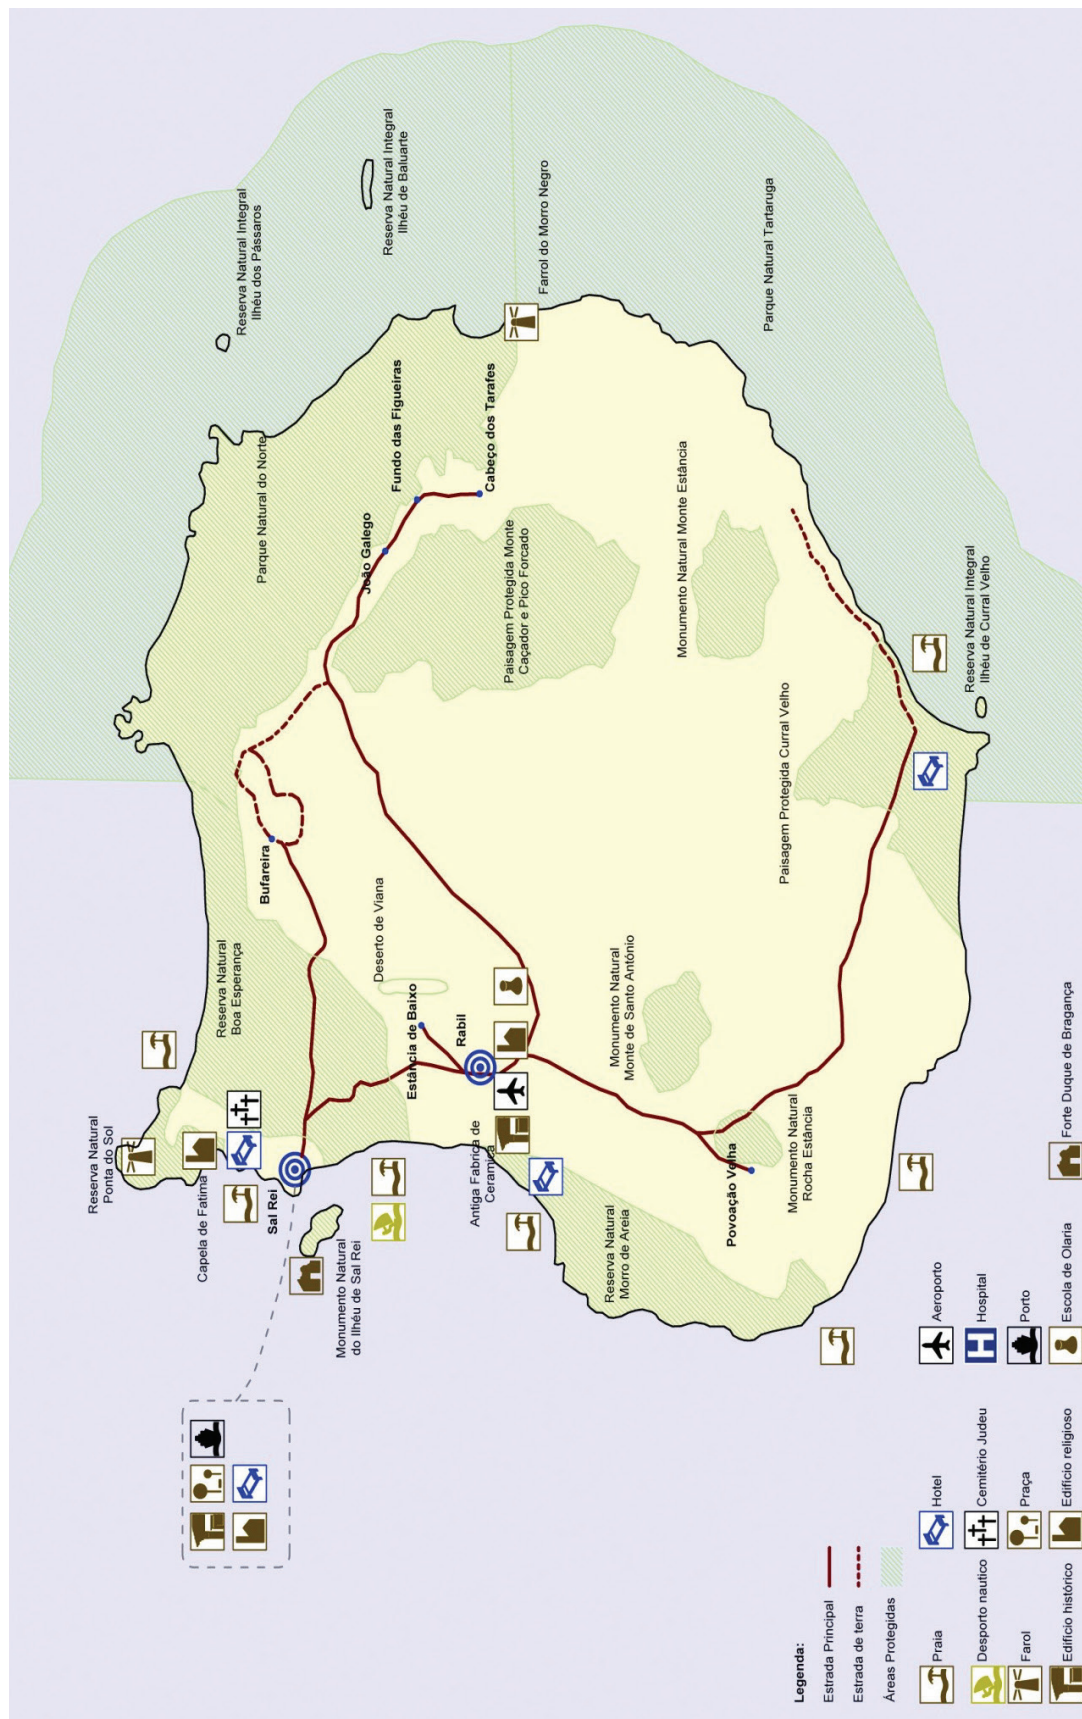 Reserva Natural
Ponta do Sol
Capela de Fatima
Sal Rei
Monumento Natural
do Ilhéu de Sal Rei
Reserva Natural
Boa Esperança
Bufareira
Deserto de Viana
Estância de Baixo
Rabil
Antiga Fabrica de
Ceramica
Reserva Natural
Morro de Areia
Povoação Velha
Monumento Natural
Rocha Estância
Monumento Natural
Monte de Santo António
Parque Natural do Norte
João Galego
Fundo das Figueiras
Cabeço dos Tarafes
Paisagem Protegida Monte
Caçador e Pico Forcado
Monumento Natural Monte Estância
Paisagem Protegida Curral Velho
Reserva Natural Integral
Ilhéu dos Pássaros
Reserva Natural Integral
Ilhéu de Baluarte
Farrol do Morro Negro
Parque Natural Tartaruga
Reserva Natural Integral
Ilhéu de Curral Velho
Legenda:
Estrada Principal
Estrada de terra
Áreas Protegidas
Praia
Hotel
Aeroporto
Desporto nautico
Cemitério Judeu
H Hospital
Farol
Praça
Porto
Edifício histórico
Edifício religioso
Escola de Olaria
Forte Duque de Bragança